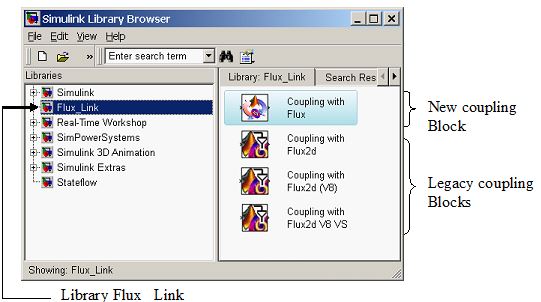 Simulink Library Browser
File Edit View Help
» Enter search term
Libraries
Library: Flux_Link Search Res
Simulink
Flux_Link
Real-Time Workshop
SimPowerSystems
Simulink 3D Animation
Simulink Extras
Stateflow
Coupling with
Flux
Coupling with
Flux2d
Coupling with
Flux2d (V8)
Coupling with
Flux2d V8 VS
New coupling
Block
Legacy coupling
Blocks
Showing: Flux_Link
Library Flux_Link